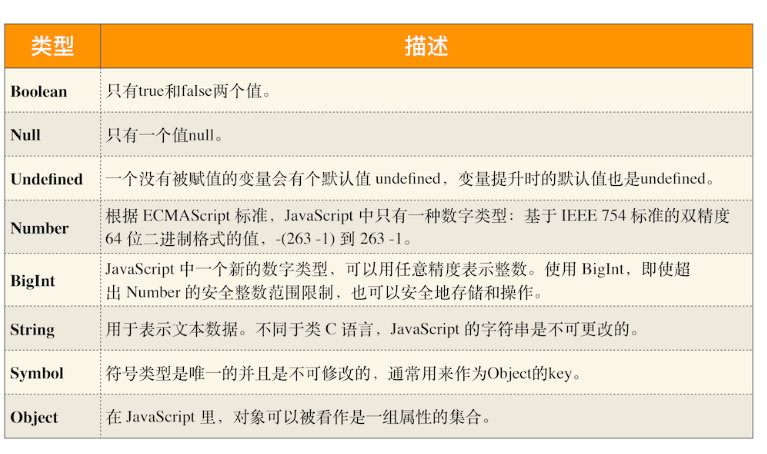 类型 描述
Boolean 只有true和false两个值。
Null 只有一个值null。
Undefined 一个没有被赋值的变量会有个默认值 undefined，变量提升时的默认值也是undefined。
Number 根据 ECMAScript 标准，JavaScript 中只有一种数字类型：基于 IEEE 754 标准的双精度
64 位二进制格式的值，-(263 -1) 到 263 -1。
BigInt JavaScript 中一个新的数字类型，可以用任意精度表示整数。使用 BigInt，即使超
出 Number 的安全整数范围限制，也可以安全地存储和操作。
String 用于表示文本数据。不同于类 C 语言，JavaScript 的字符串是不可更改的。
Symbol 符号类型是唯一的并且是不可修改的，通常用来作为Object的key。
Object 在 JavaScript 里，对象可以被看作是一组属性的集合。